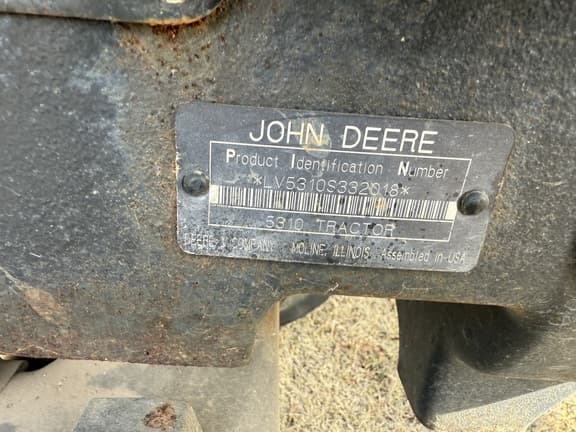 JOHN DEERE
Product Identification Number
*LV5310S332018*
5310 TRACTOR
DEERE & COMPANY MOLINE, ILLINOIS Assembled in USA